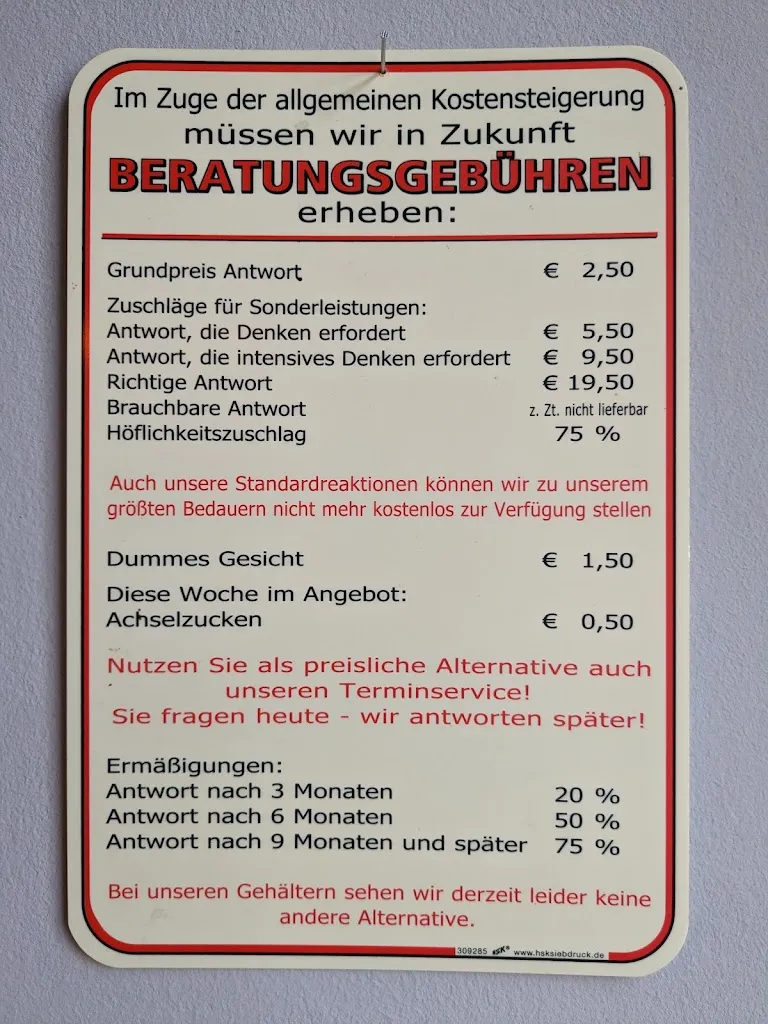 Im Zuge der allgemeinen Kostensteigerung
müssen wir in Zukunft
BERATUNGSGEBÜHREN
erheben:
Grundpreis Antwort € 2,50
Zuschläge für Sonderleistungen:
Antwort, die Denken erfordert € 5,50
Antwort, die intensives Denken erfordert € 9,50
Richtige Antwort € 19,50
Brauchbare Antwort z. Zt. nicht lieferbar
Höflichkeitszuschlag 75 %
Auch unsere Standardreaktionen können wir zu unserem
größten Bedauern nicht mehr kostenlos zur Verfügung stellen
Dummes Gesicht € 1,50
Diese Woche im Angebot:
Achselzucken € 0,50
Nutzen Sie als preisliche Alternative auch
unseren Terminservice!
Sie fragen heute - wir antworten später!
Ermäßigungen:
Antwort nach 3 Monaten 20 %
Antwort nach 6 Monaten 50 %
Antwort nach 9 Monaten und später 75 %
Bei unseren Gehältern sehen wir derzeit leider keine
andere Alternative.
309285 HSK® www.hsksiebdruck.de